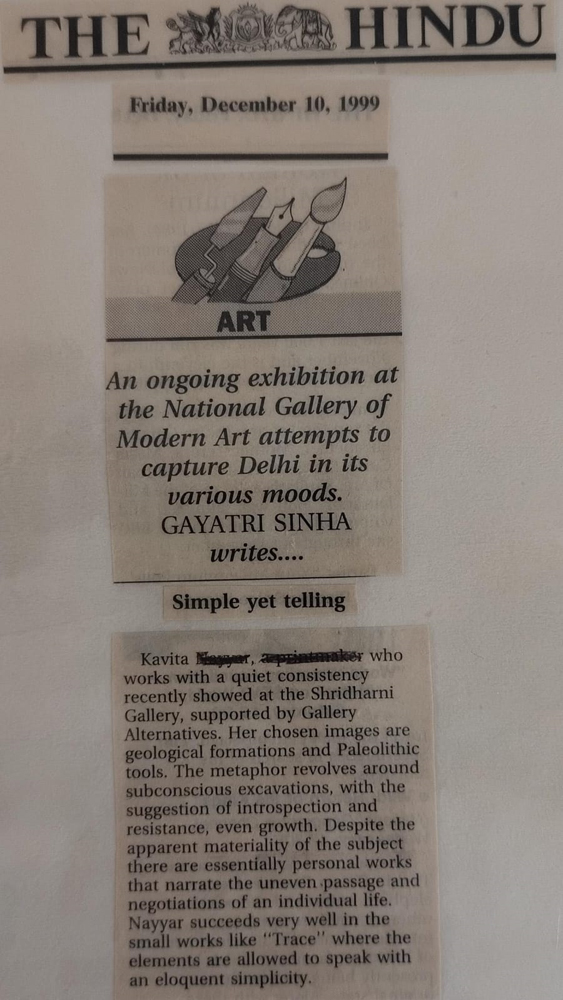 THE HINDU
Friday, December 10, 1999
ART
An ongoing exhibition at
the National Gallery of
Modern Art attempts to
capture Delhi in its
various moods.
GAYATRI SINHA
writes....
Simple yet telling
Kavita Nayyar, a printmaker who
works with a quiet consistency
recently showed at the Shridharni
Gallery, supported by Gallery
Alternatives. Her chosen images are
geological formations and Paleolithic
tools. The metaphor revolves around
subconscious excavations, with the
suggestion of introspection and
resistance, even growth. Despite the
apparent materiality of the subject
there are essentially personal works
that narrate the uneven passage and
negotiations of an individual life.
Nayyar succeeds very well in the
small works like "Trace" where the
elements are allowed to speak with
an eloquent simplicity.